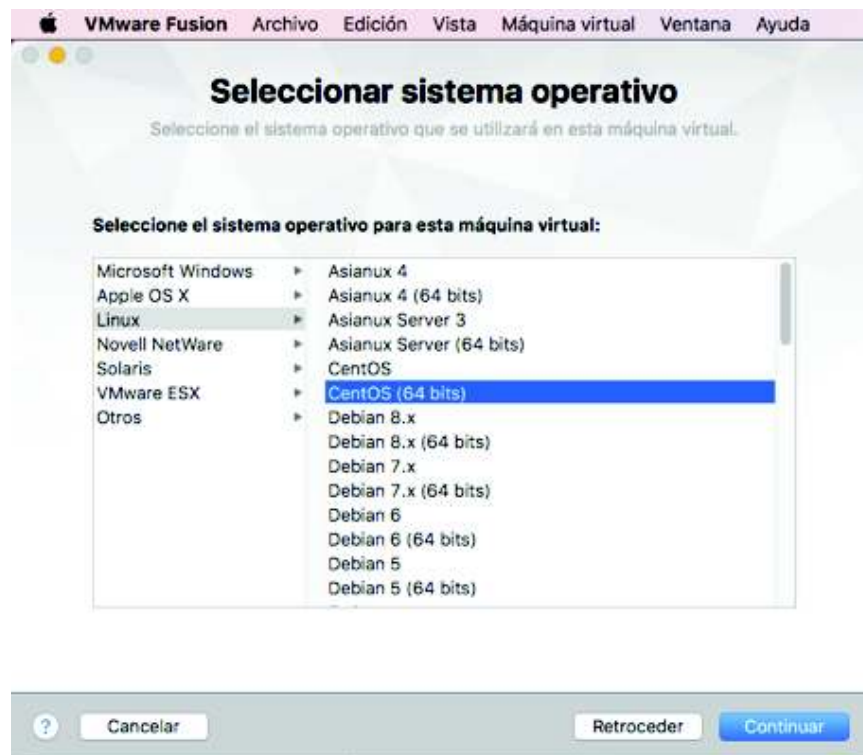 VMware Fusion Archivo Edición Vista Máquina virtual Ventana Ayuda
Seleccionar sistema operativo
Seleccione el sistema operativo que se utilizará en esta máquina virtual.
Seleccione el sistema operativo para esta máquina virtual:
Microsoft Windows
Apple OS X
Linux
Novell NetWare
Solaris
VMware ESX
Otros
Asianux 4
Asianux 4 (64 bits)
Asianux Server 3
Asianux Server (64 bits)
CentOS
CentOS (64 bits)
Debian 8.x
Debian 8.x (64 bits)
Debian 7.x
Debian 7.x (64 bits)
Debian 6
Debian 6 (64 bits)
Debian 5
Debian 5 (64 bits)
? Cancelar Retroceder Continuar